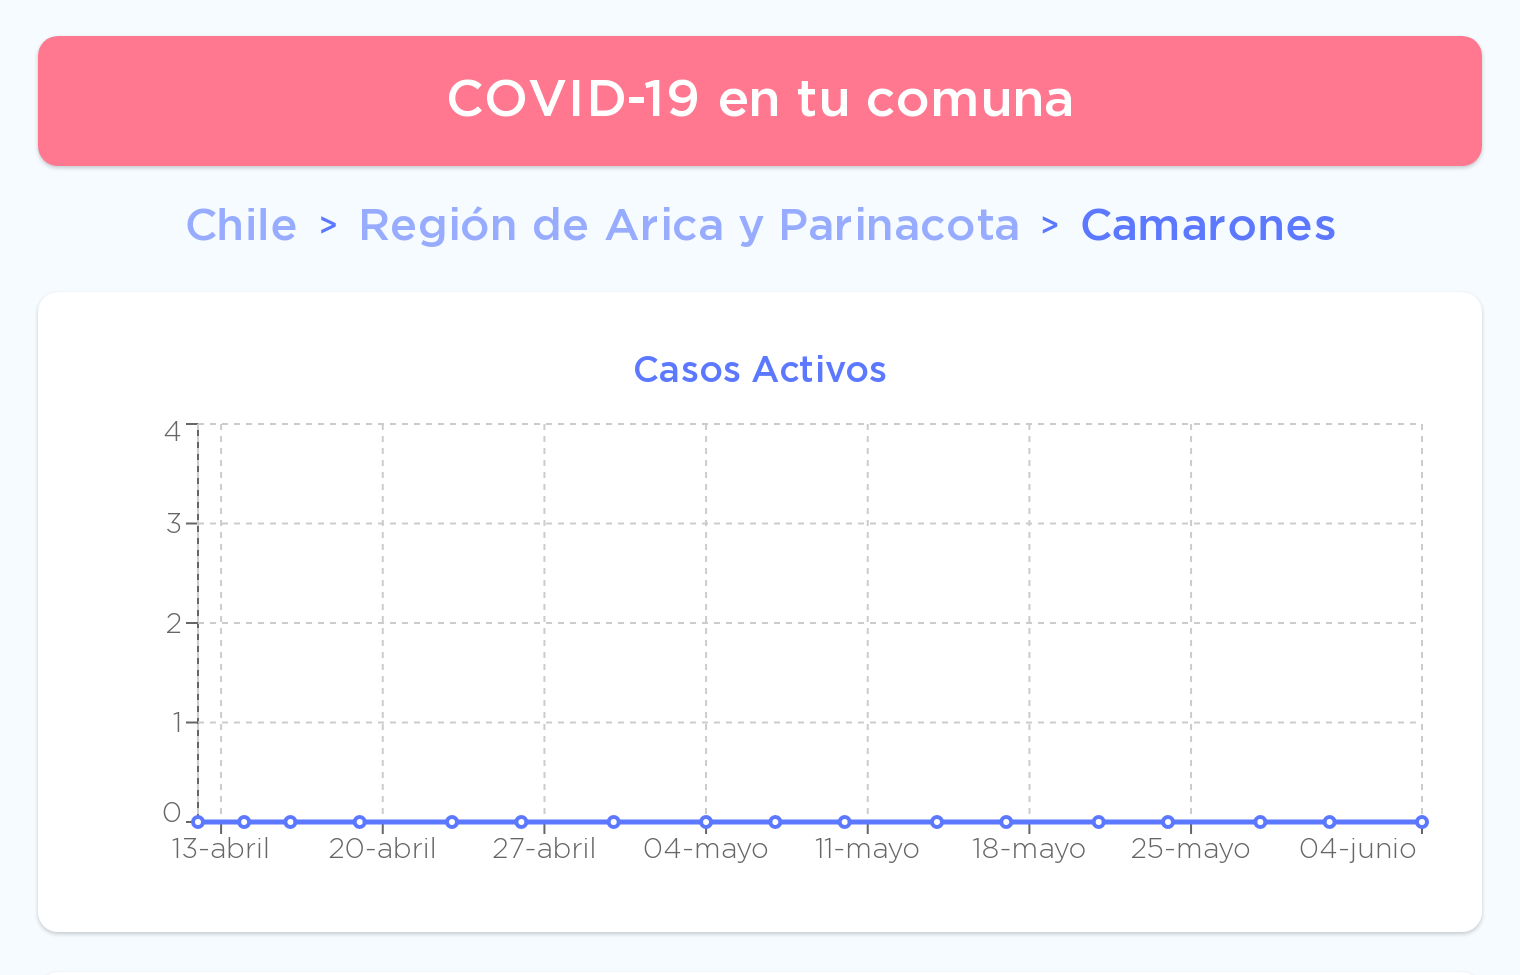 COVID-19 en tu comuna
Chile > Región de Arica y Parinacota > Camarones
Casos Activos
4
3
2
1
0
13-abril 20-abril 27-abril 04-mayo 11-mayo 18-mayo 25-mayo 04-junio